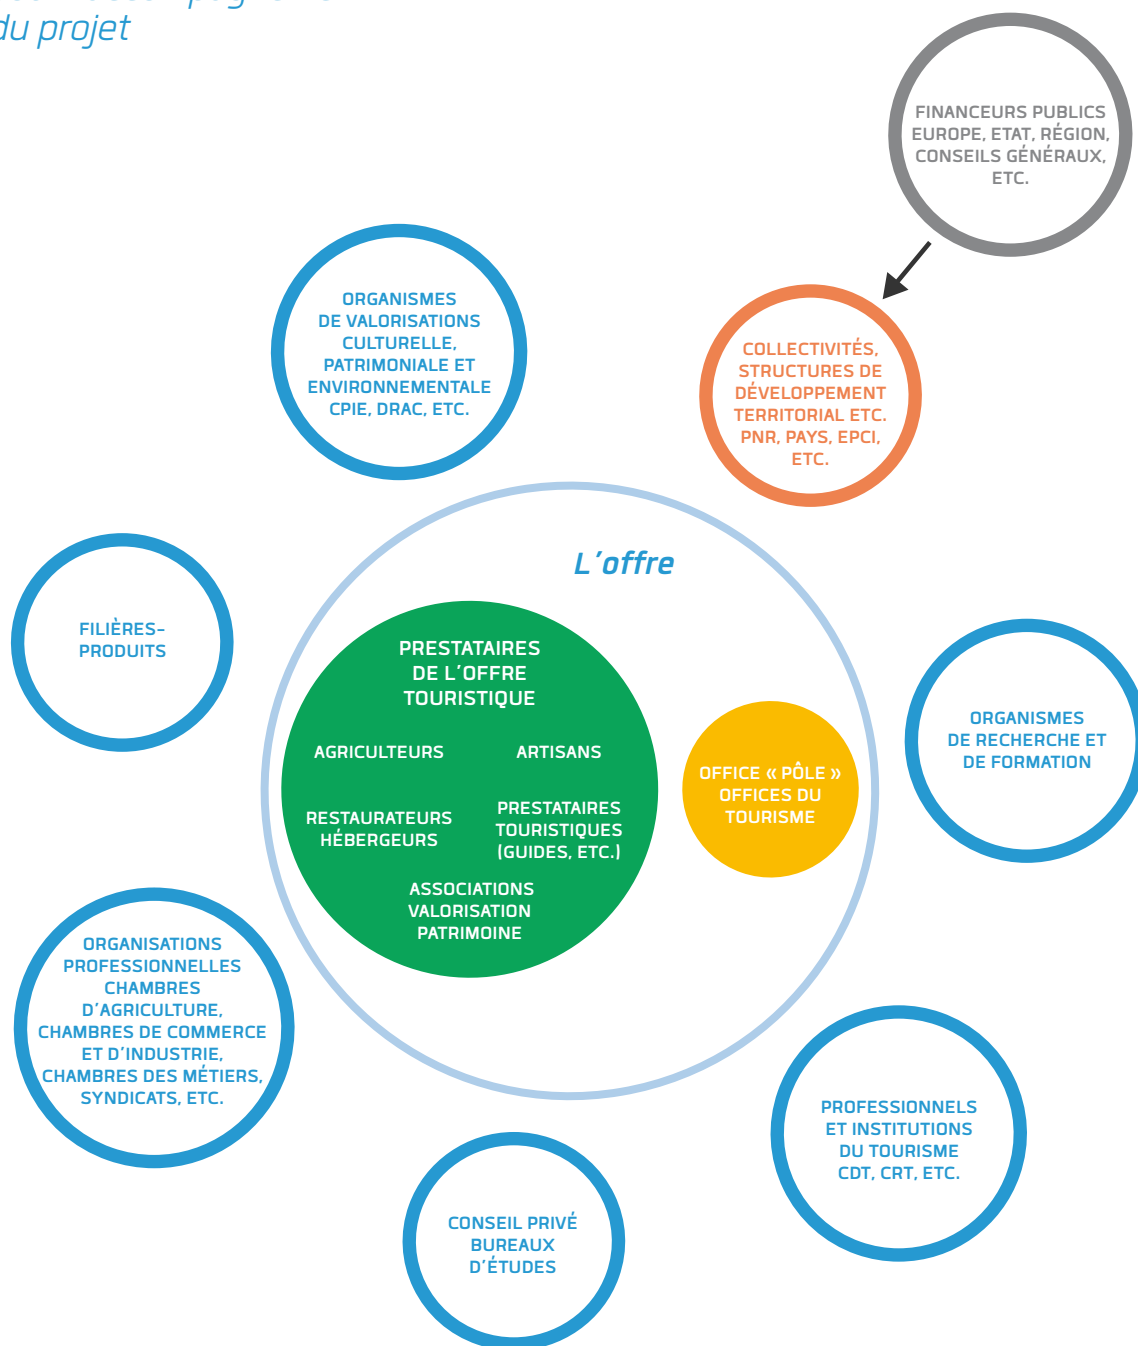 du projet
FINANCEURS PUBLICS
EUROPE, ETAT, RÉGION,
CONSEILS GÉNÉRAUX,
ETC.
ORGANISMES
DE VALORISATIONS
CULTURELLE,
PATRIMONIALE ET
ENVIRONNEMENTALE
CPIE, DRAC, ETC.
COLLECTIVITÉS,
STRUCTURES DE
DÉVELOPPEMENT
TERRITORIAL ETC.
PNR, PAYS, EPCI,
ETC.
L'offre
FILIÈRES-
PRODUITS
PRESTATAIRES
DE L'OFFRE
TOURISTIQUE
AGRICULTEURS
ARTISANS
RESTAURATEURS
HÉBERGEURS
PRESTATAIRES
TOURISTIQUES
(GUIDES, ETC.)
ASSOCIATIONS
VALORISATION
PATRIMOINE
OFFICE « PÔLE »
OFFICES DU
TOURISME
ORGANISMES
DE RECHERCHE ET
DE FORMATION
ORGANISATIONS
PROFESSIONNELLES
CHAMBRES
D'AGRICULTURE,
CHAMBRES DE COMMERCE
ET D'INDUSTRIE,
CHAMBRES DES MÉTIERS,
SYNDICATS, ETC.
PROFESSIONNELS
ET INSTITUTIONS
DU TOURISME
CDT, CRT, ETC.
CONSEIL PRIVÉ
BUREAUX
D'ÉTUDES